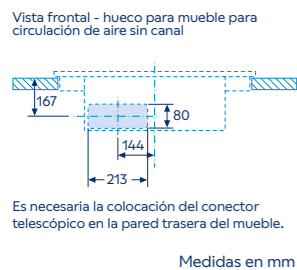 Vista frontal - hueco para mueble para
circulación de aire sin canal
167
80
144
213
Es necesaria la colocación del conector
telescópico en la pared trasera del mueble.
Medidas en mm